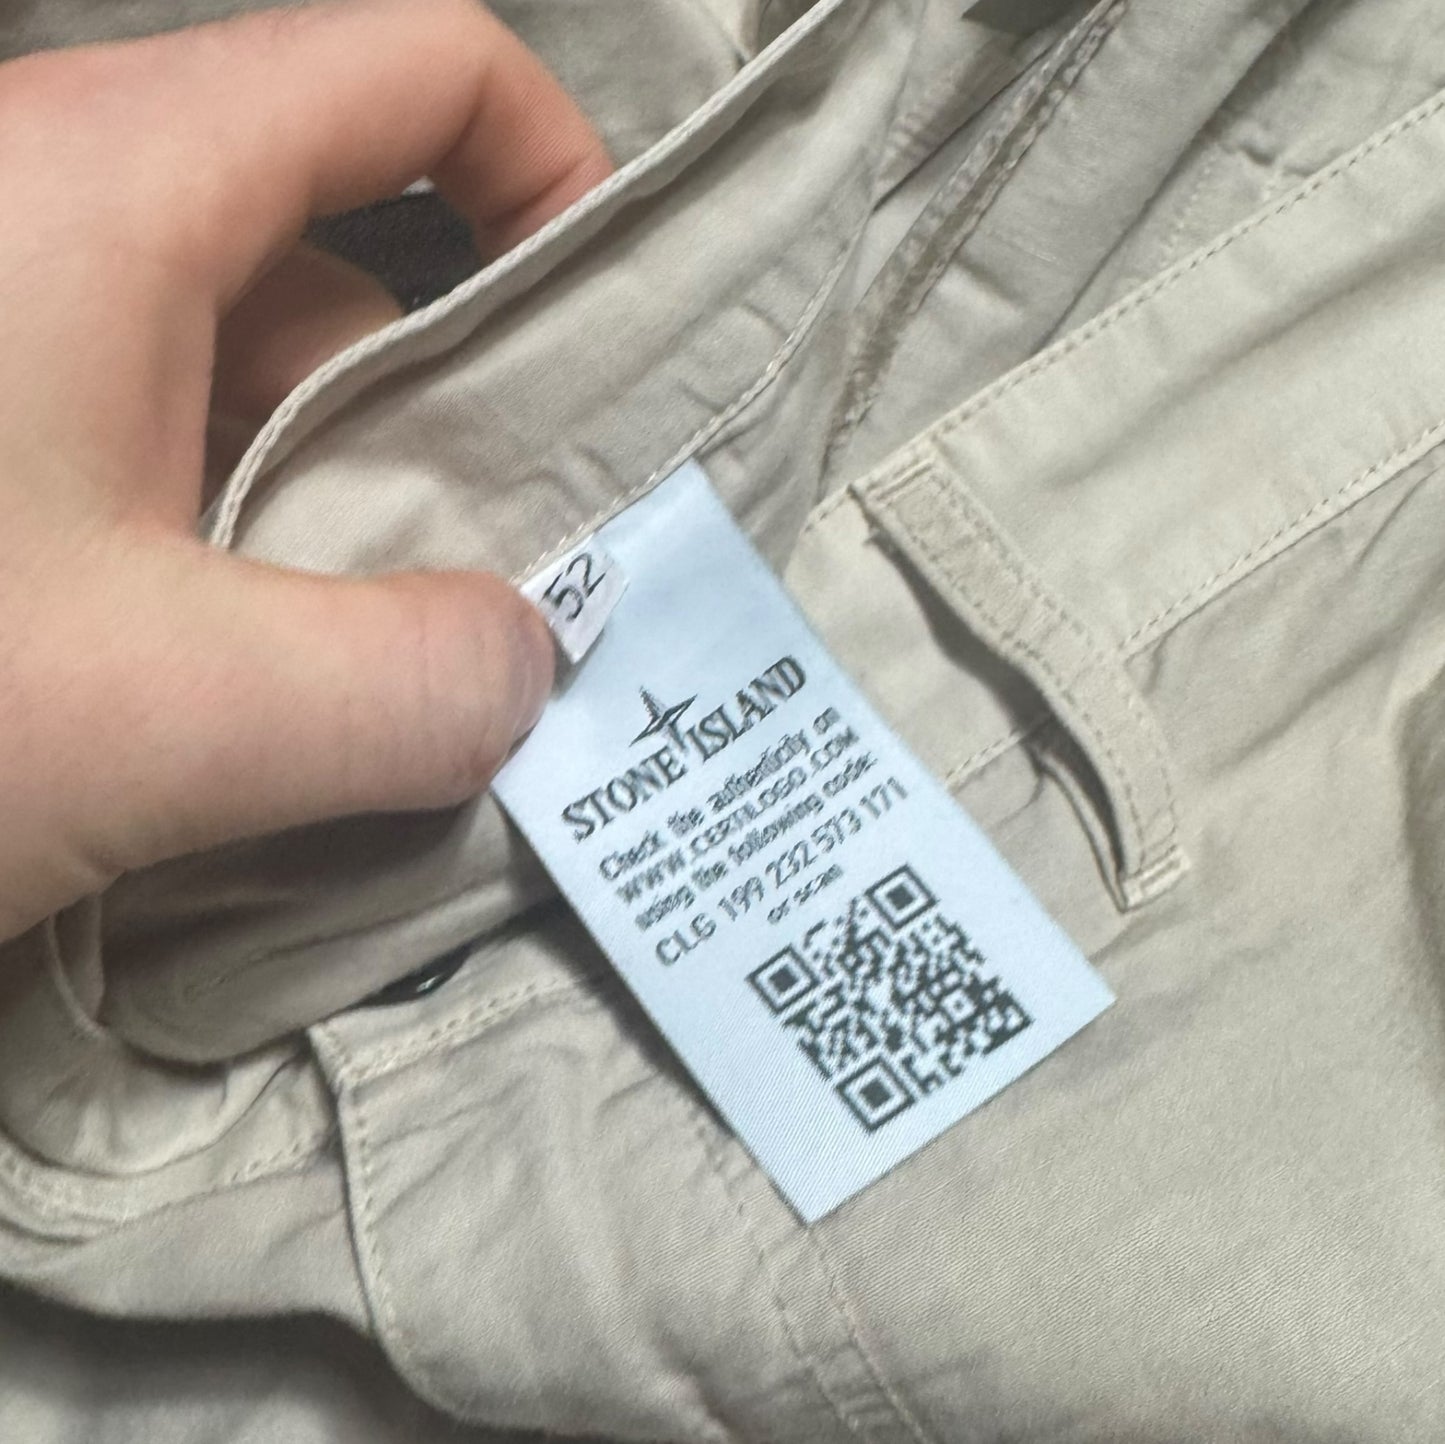 52
STONE ISLAND
Check the authenticity on
WWW.CERTILOGO.COM
using the following code:
CLG 199 232 573 171
or scan